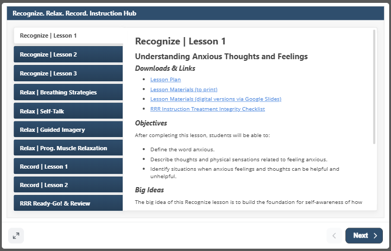 Recognize. Relax. Record. Instruction Hub
Recognize | Lesson 1
Recognize | Lesson 2
Recognize | Lesson 3
Relax | Breathing Strategies
Relax | Self-Talk
Relax | Guided Imagery
Relax | Prog. Muscle Relaxation
Record | Lesson 1
Record | Lesson 2
RRR Ready-Go! & Review
Recognize | Lesson 1
Understanding Anxious Thoughts and Feelings
Downloads & Links
Lesson Plan
Lesson Materials (to print)
Lesson Materials (digital versions via Google Slides)
RRR Instruction Treatment Integrity Checklist
Objectives
After completing this lesson, students will be able to:
Define the word anxious.
Describe thoughts and physical sensations related to feeling anxious.
Identify situations when anxious feelings and thoughts can be helpful and
unhelpful.
Big Ideas
The big idea of this Recognize lesson is to build the foundation for self-awareness of how
Next